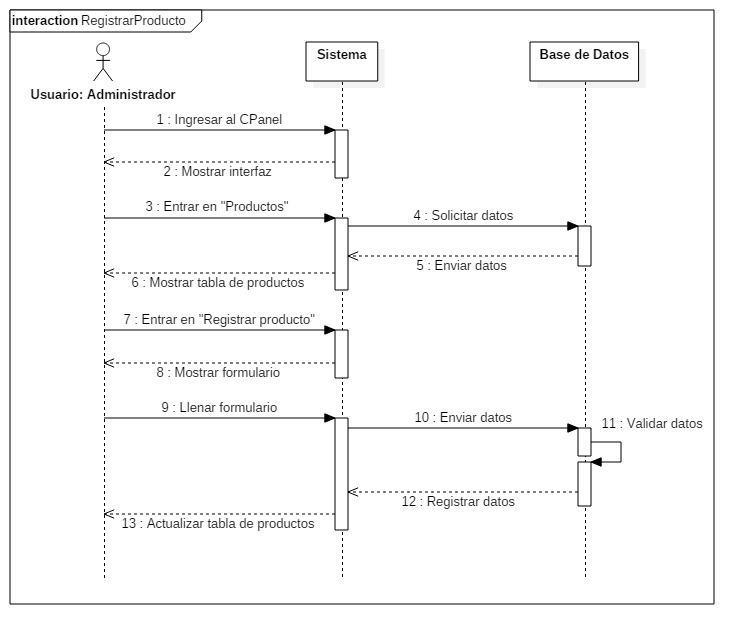 interaction RegistrarProducto
Sistema
Base de Datos
Usuario: Administrador
1 : Ingresar al CPanel
2 : Mostrar interfaz
3 : Entrar en "Productos"
4 : Solicitar datos
5 : Enviar datos
6 : Mostrar tabla de productos
7 : Entrar en "Registrar producto"
8 : Mostrar formulario
9 : Llenar formulario
10 : Enviar datos
11 : Validar datos
12 : Registrar datos
13 : Actualizar tabla de productos